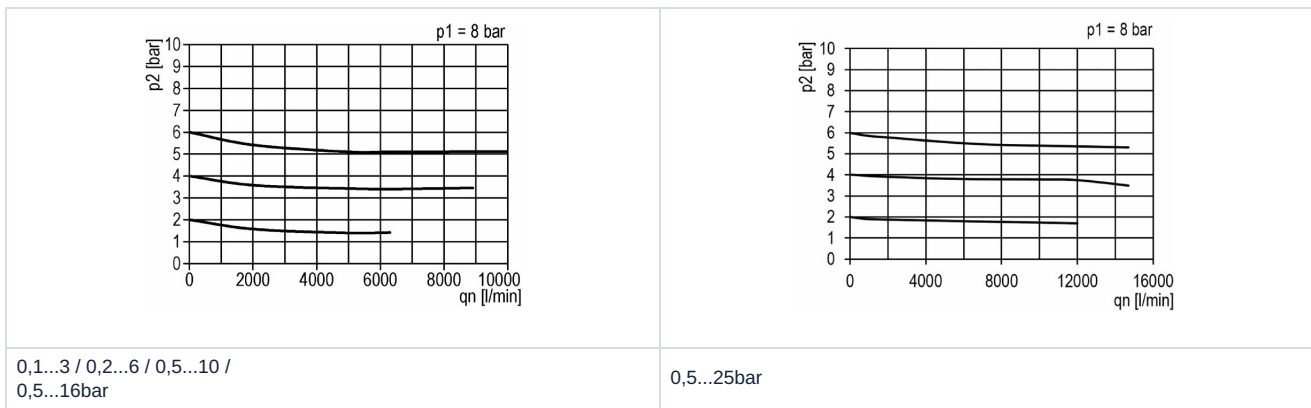 p1 = 8 bar
p2 [bar]
10
9
8
7
6
5
4
3
2
1
0
0 2000 4000 6000 8000 10000
qn [l/min]
p1 = 8 bar
p2 [bar]
10
9
8
7
6
5
4
3
2
1
0
0 4000 8000 12000 16000
qn [l/min]
0,1...3 / 0,2...6 / 0,5...10 /
0,5...16bar
0,5...25bar